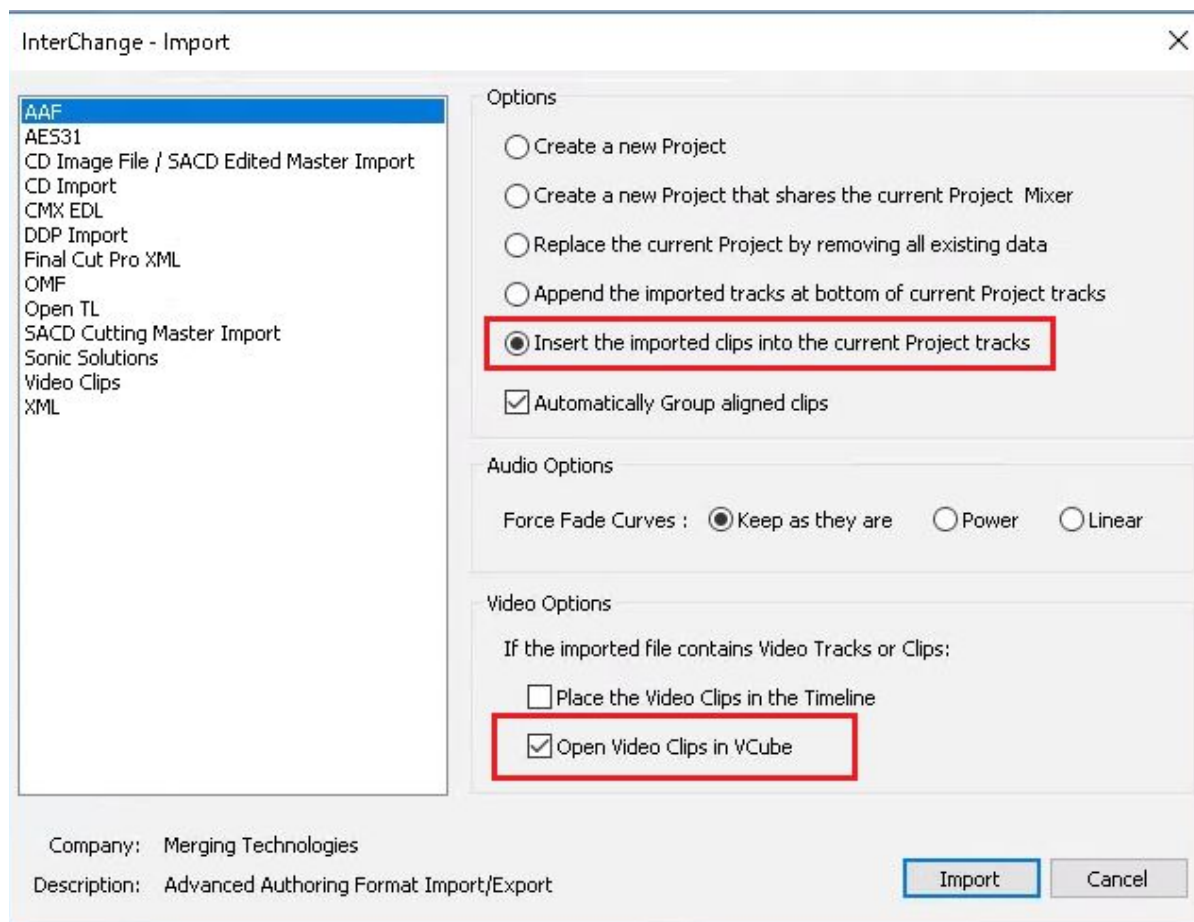 InterChange - Import
AAF
AES31
CD Image File / SACD Edited Master Import
CD Import
CMX EDL
DDP Import
Final Cut Pro XML
OMF
Open TL
SACD Cutting Master Import
Sonic Solutions
Video Clips
XML
Options
Create a new Project
Create a new Project that shares the current Project Mixer
Replace the current Project by removing all existing data
Append the imported tracks at bottom of current Project tracks
Insert the imported clips into the current Project tracks
Automatically Group aligned clips
Audio Options
Force Fade Curves : Keep as they are Power Linear
Video Options
If the imported file contains Video Tracks or Clips:
Place the Video Clips in the Timeline
Open Video Clips in VCube
Company: Merging Technologies
Description: Advanced Authoring Format Import/Export
Import Cancel